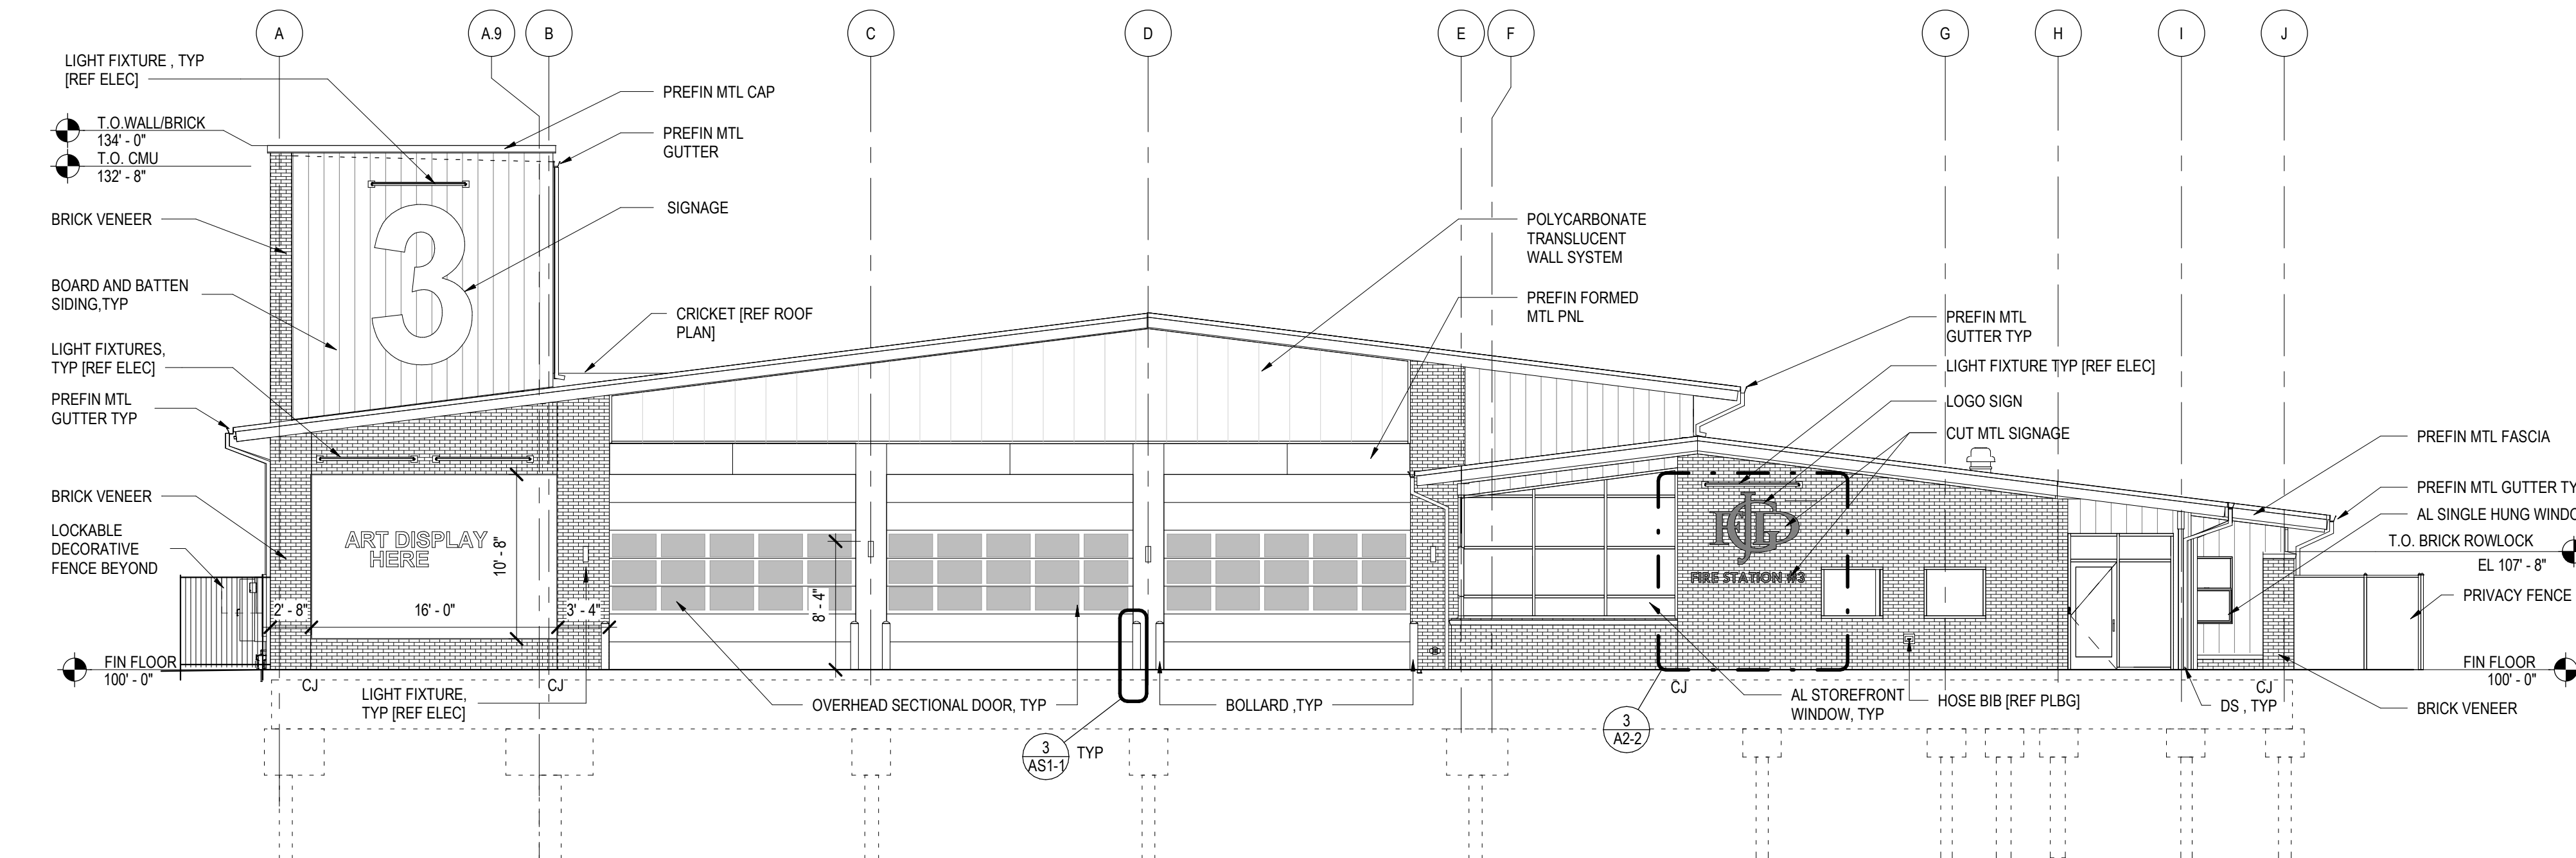 A
A.9
B
C
D
E
F
G
H
I
J
LIGHT FIXTURE , TYP
[REF ELEC]
PREFIN MTL CAP
T.O.WALL/BRICK
134' - 0"
T.O. CMU
132' - 8"
PREFIN MTL
GUTTER
BRICK VENEER
SIGNAGE
3
POLYCARBONATE
TRANSLUCENT
WALL SYSTEM
BOARD AND BATTEN
SIDING,TYP
CRICKET [REF ROOF
PLAN]
PREFIN FORMED
MTL PNL
PREFIN MTL
GUTTER TYP
LIGHT FIXTURES,
TYP [REF ELEC]
LIGHT FIXTURE TYP [REF ELEC]
PREFIN MTL
GUTTER TYP
LOGO SIGN
CUT MTL SIGNAGE
PREFIN MTL FASCIA
BRICK VENEER
PREFIN MTL GUTTER TY
AL SINGLE HUNG WINDO
LOCKABLE
DECORATIVE
FENCE BEYOND
ART DISPLAY
HERE
10' - 8"
T.O. BRICK ROWLOCK
EL 107' - 8"
FIRE STATION #3
2' - 8"
16' - 0"
3' - 4"
8' - 4"
PRIVACY FENCE
FIN FLOOR
100' - 0"
FIN FLOOR
100' - 0"
CJ
CJ
CJ
CJ
LIGHT FIXTURE,
TYP [REF ELEC]
OVERHEAD SECTIONAL DOOR, TYP
BOLLARD ,TYP
AL STOREFRONT
WINDOW, TYP
HOSE BIB [REF PLBG]
DS , TYP
BRICK VENEER
3
AS1-1
TYP
3
A2-2